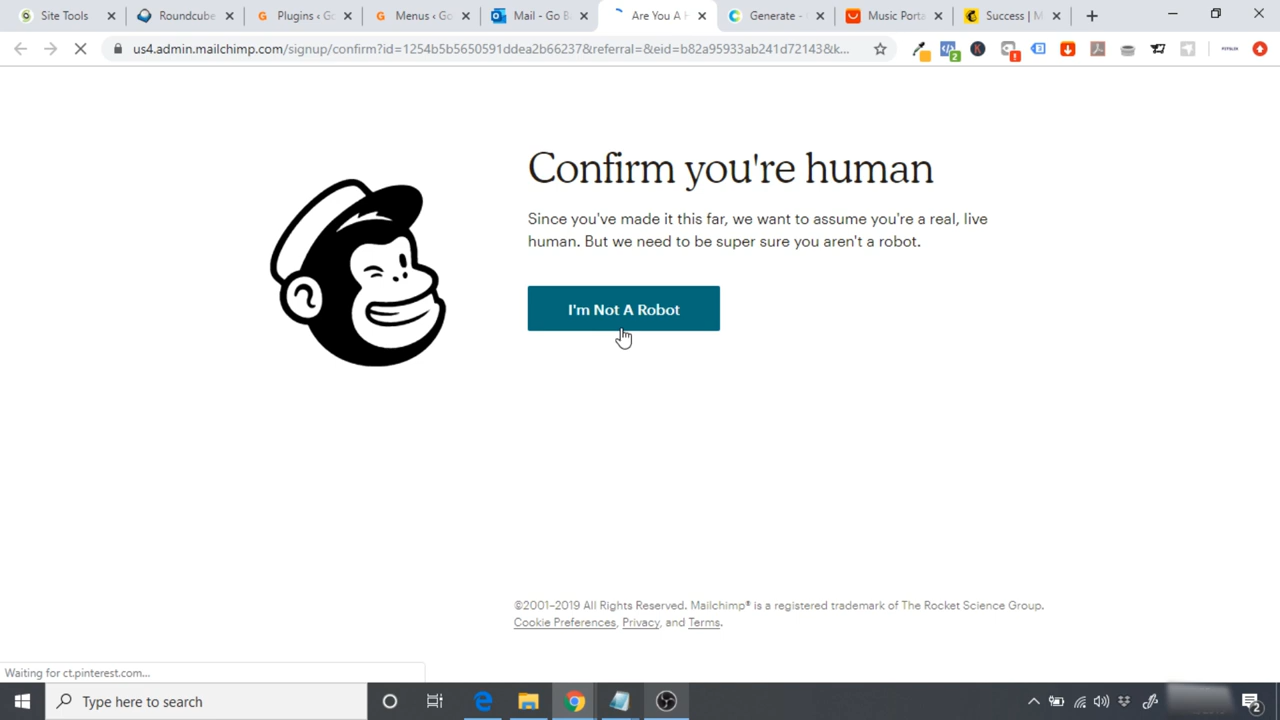 Site Tools
Roundcube
Plugins ‹ Go
Menus ‹ Go
Mail - Go B
Are You A H
Generate -
Music Porta
Success | M
us4.admin.mailchimp.com/signup/confirm?id=1254b5b5650591ddea2b66237&referral=&eid=b82a95933ab241d72143&k...
2
Confirm you're human
Since you've made it this far, we want to assume you're a real, live
human. But we need to be super sure you aren't a robot.
I'm Not A Robot
©2001–2019 All Rights Reserved. Mailchimp® is a registered trademark of The Rocket Science Group.
Cookie Preferences, Privacy, and Terms.
Waiting for ct.pinterest.com...
Type here to search
2